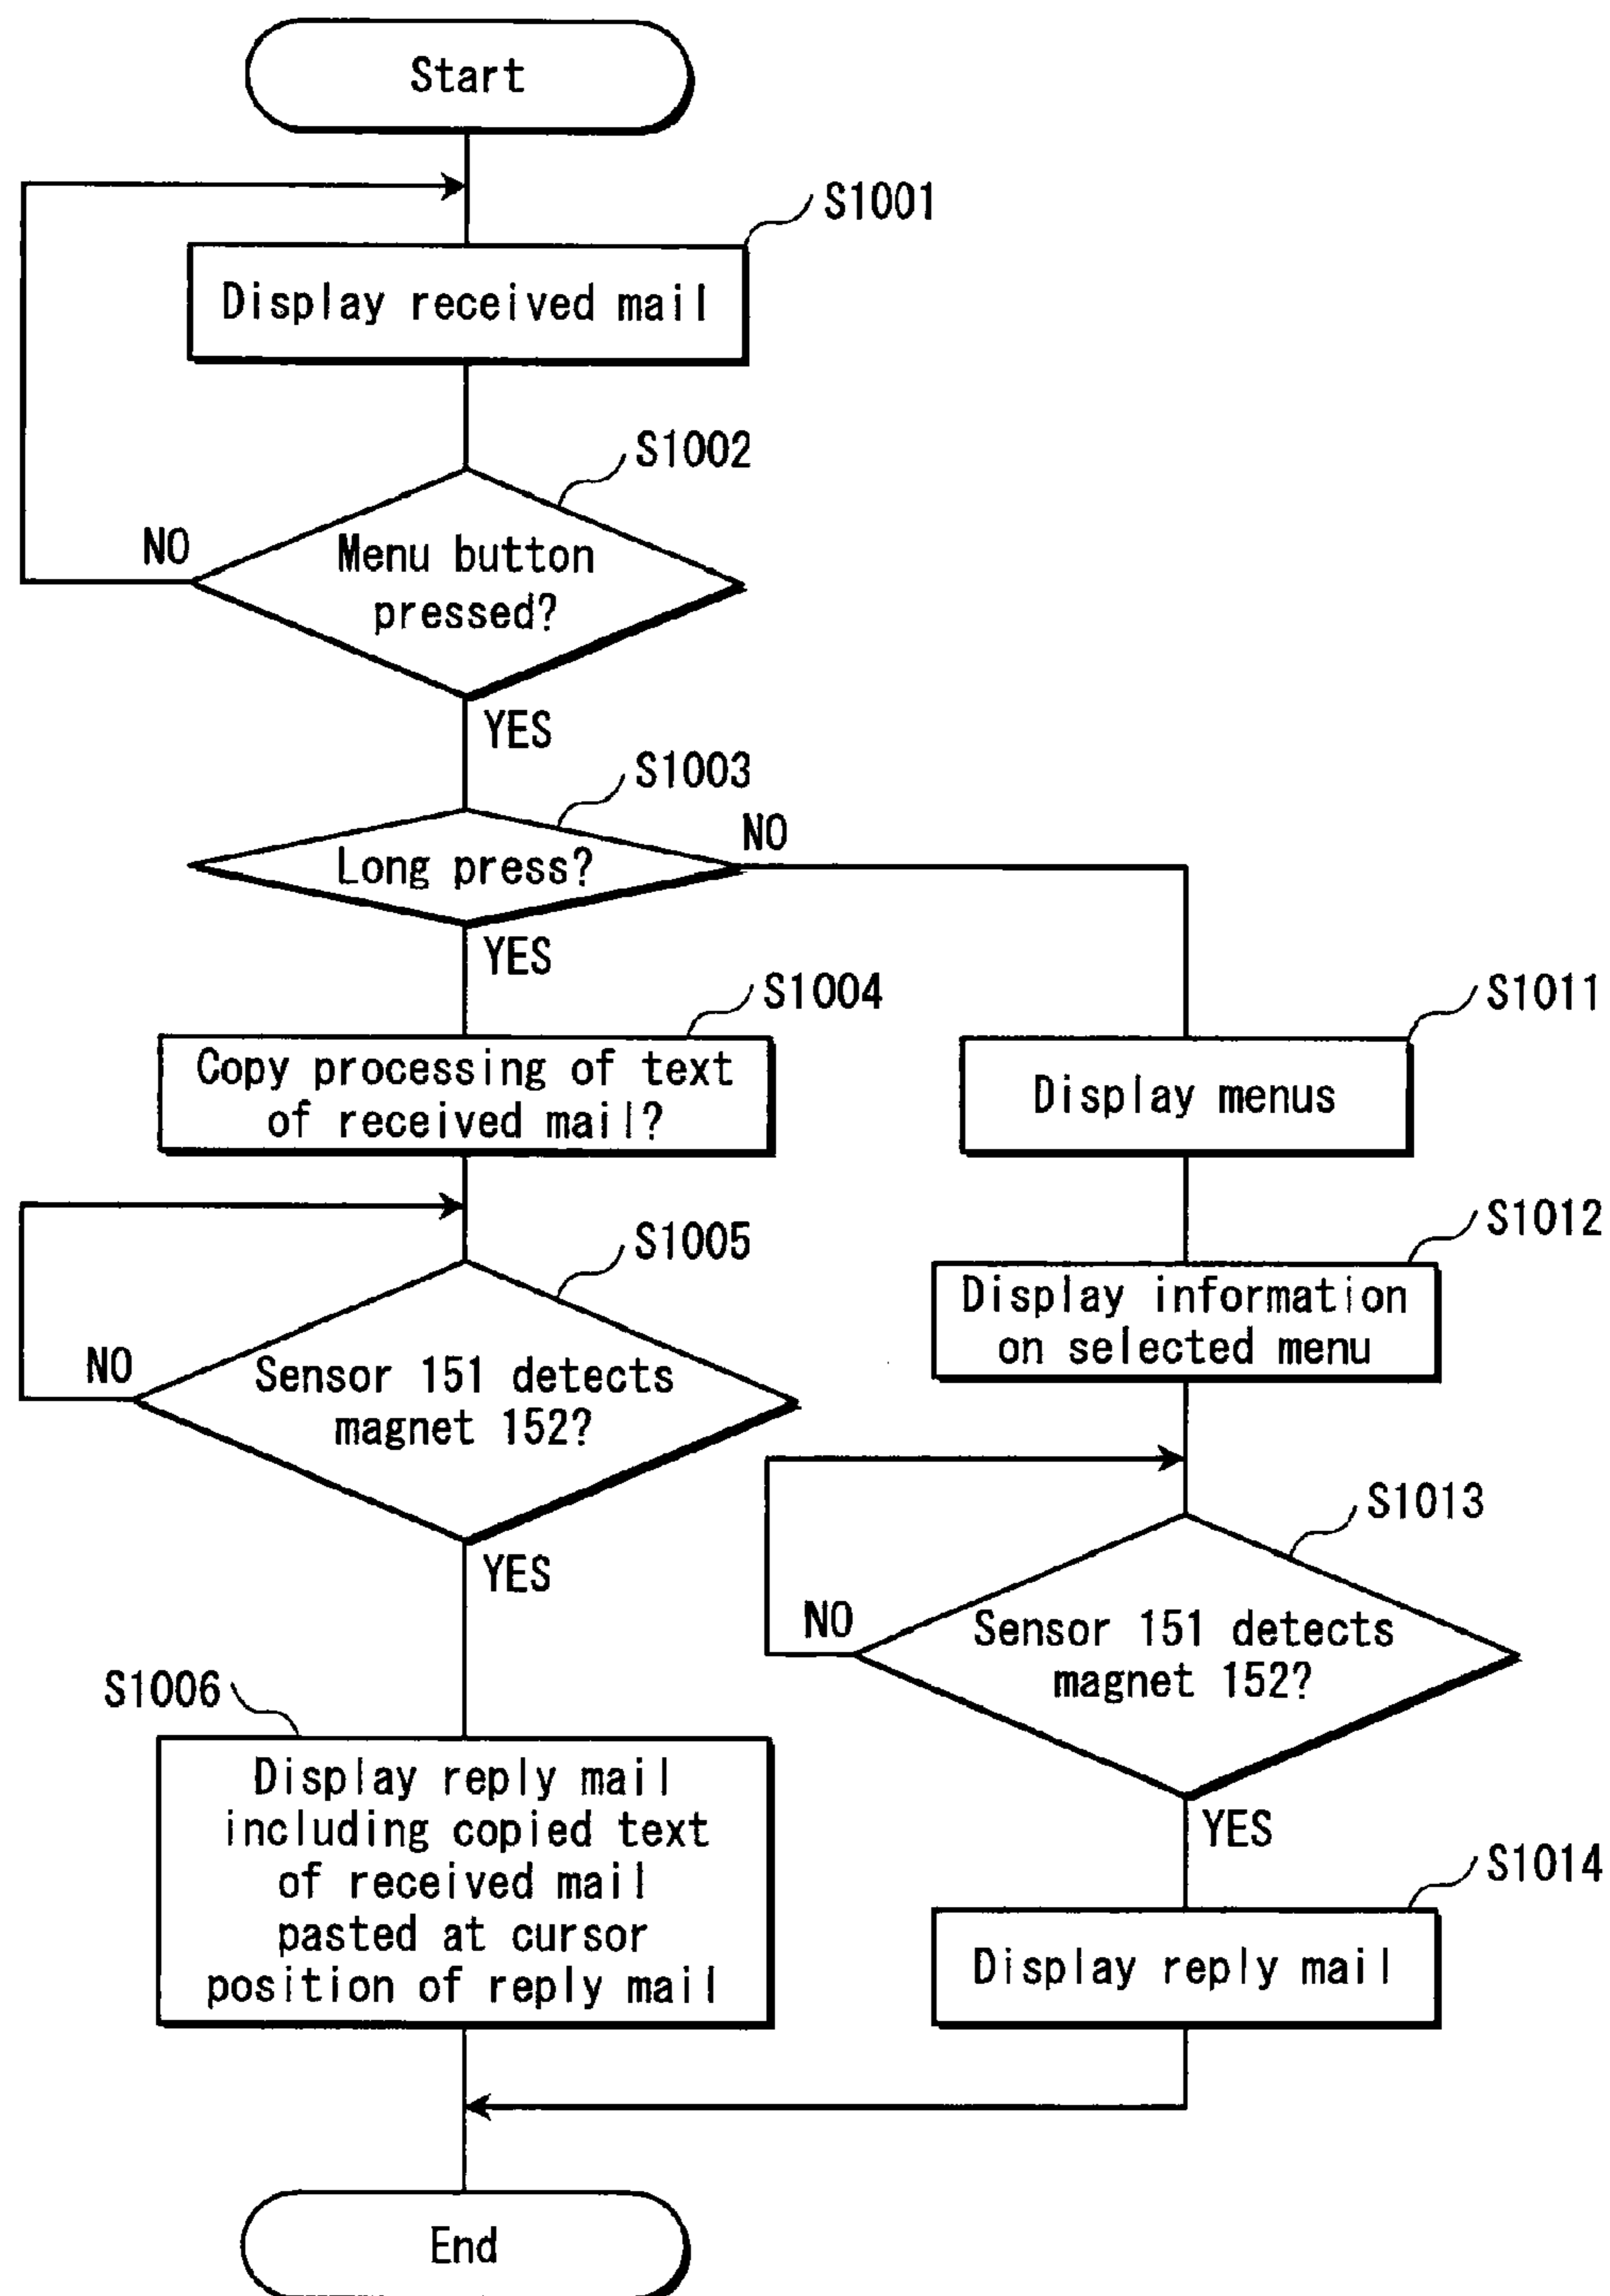 Start
S1001
Display received mail
S1002
NO
Menu button
pressed?
YES
S1003
NO
Long press?
YES
S1004
Copy processing of text
of received mail?
S1011
Display menus
S1005
NO
Sensor 151 detects
magnet 152?
YES
S1012
Display information
on selected menu
S1013
NO
Sensor 151 detects
magnet 152?
YES
S1006
Display reply mail
including copied text
of received mail
pasted at cursor
position of reply mail
S1014
Display reply mail
End